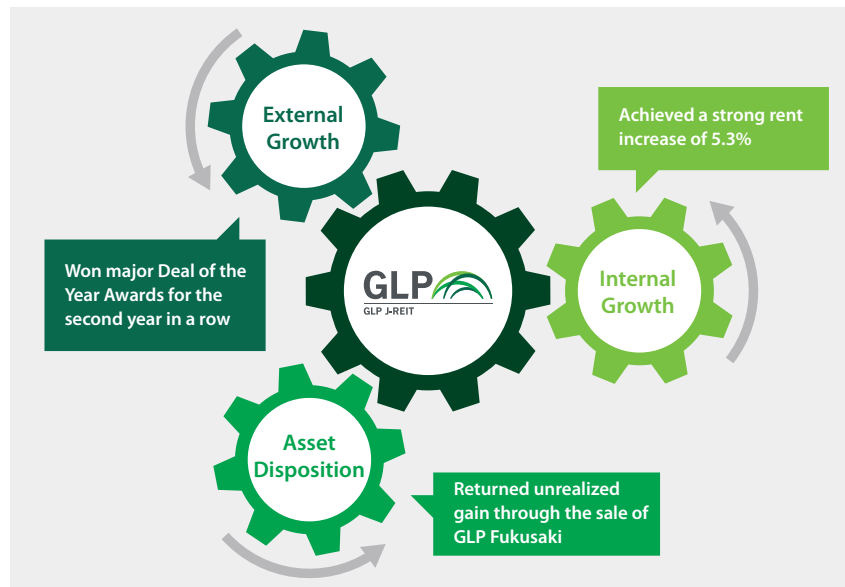 External
Growth
Achieved a strong rent
increase of 5.3%
Won major Deal of the
Year Awards for the
second year in a row
GLP
GLP J-REIT
Internal
Growth
Asset
Disposition
Returned unrealized
gain through the sale of
GLP Fukusaki